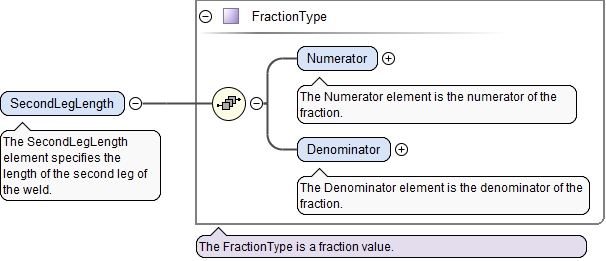 FractionType
Numerator
The Numerator element is the numerator of the
fraction.
SecondLegLength
The SecondLegLength
element specifies the
length of the second leg of
the weld.
Denominator
The Denominator element is the denominator of the
fraction.
The FractionType is a fraction value.